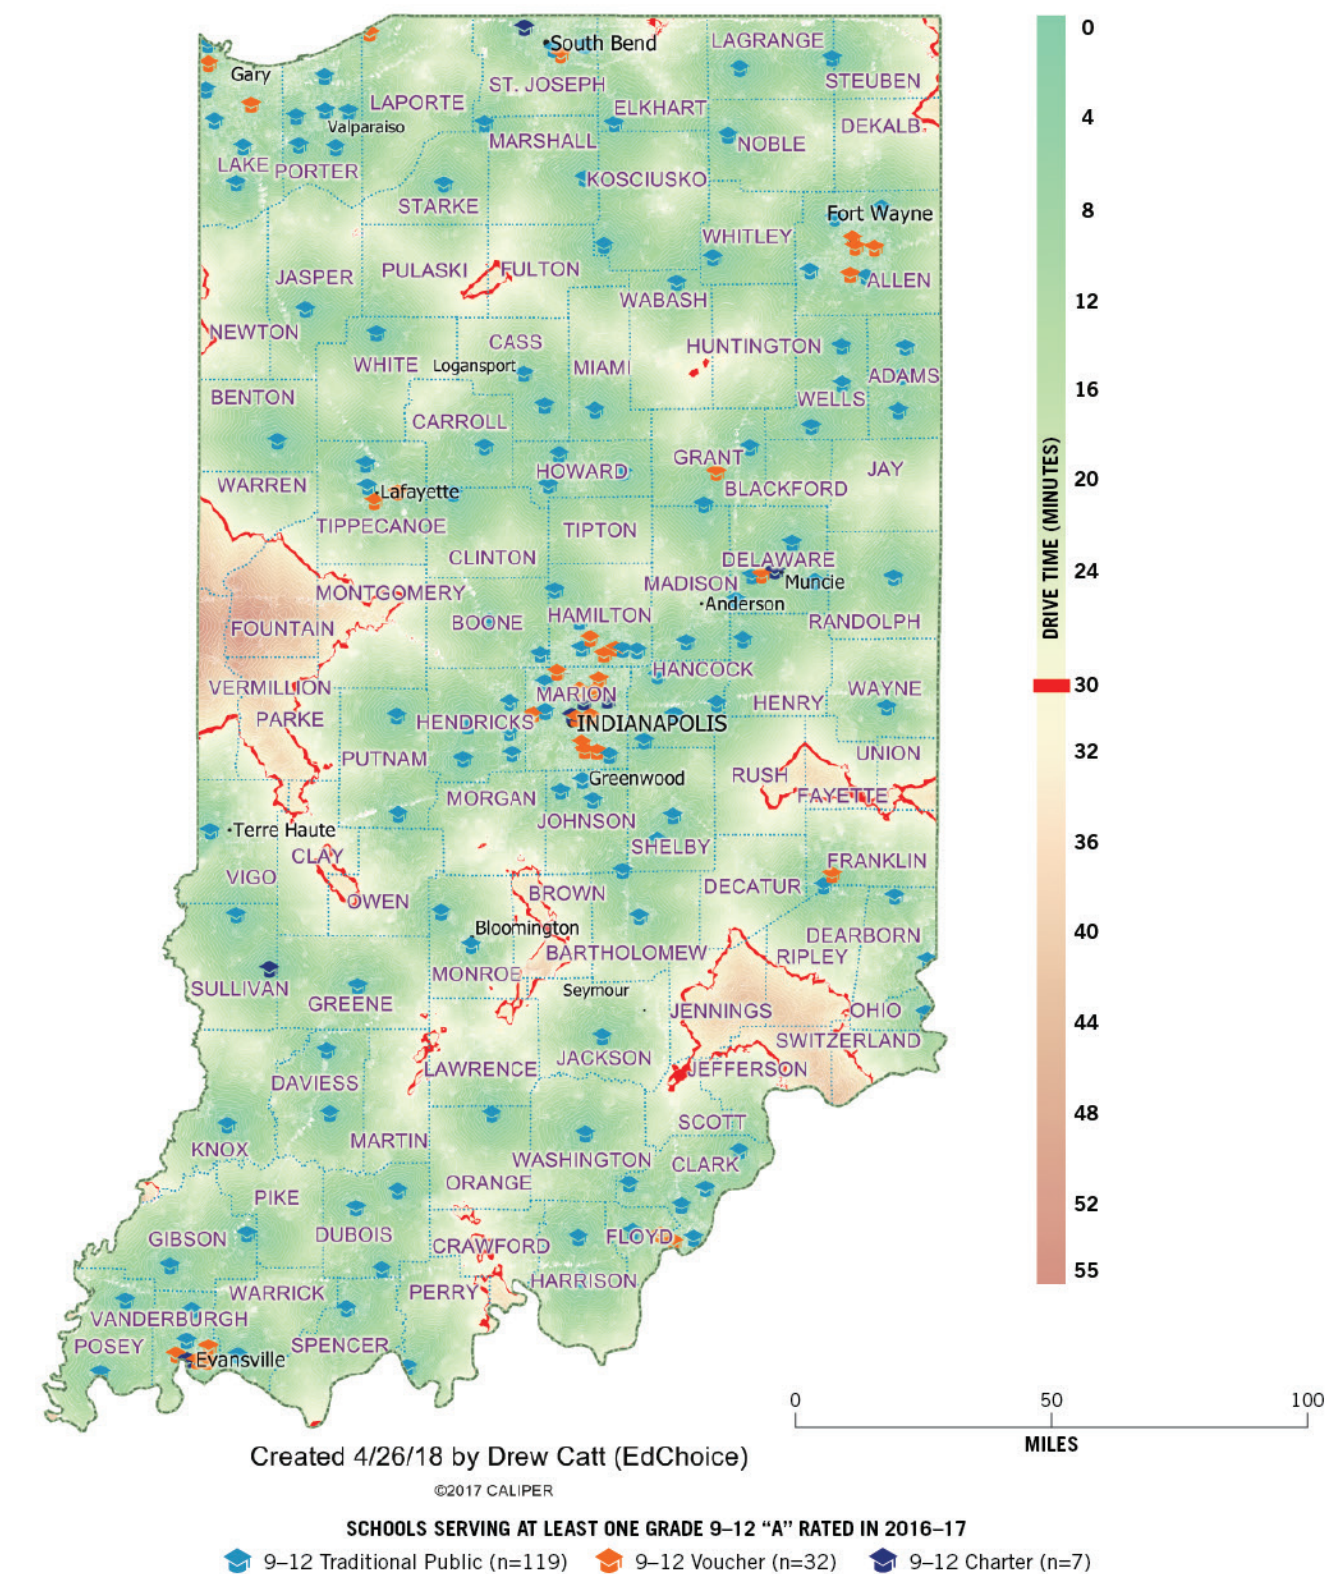 South Bend
LAGRANGE
Gary
ST. JOSEPH
STEUBEN
LAPORTE
ELKHART
Valparaiso
DEKALB
MARSHALL
NOBLE
LAKE
PORTER
KOSCIUSKO
STARKE
Fort Wayne
WHITLEY
JASPER
PULASKI
FULTON
ALLEN
WABASH
NEWTON
CASS
HUNTINGTON
WHITE
Logansport
MIAMI
ADAMS
BENTON
WELLS
CARROLL
GRANT
HOWARD
JAY
WARREN
Lafayette
BLACKFORD
TIPPECANOE
TIPTON
CLINTON
DELAWARE
MADISON
Muncie
MONTGOMERY
Anderson
BOONE
HAMILTON
RANDOLPH
FOUNTAIN
HANCOCK
VERMILLION
MARION
WAYNE
HENRY
PARKE
HENDRICKS
INDIANAPOLIS
PUTNAM
UNION
RUSH
Greenwood
FAYETTE
MORGAN
JOHNSON
Terre Haute
SHELBY
CLAY
FRANKLIN
VIGO
DECATUR
OWEN
BROWN
Bloomington
DEARBORN
BARTHOLOMEW
RIPLEY
MONROE
SULLIVAN
Seymour
GREENE
JENNINGS
OHIO
SWITZERLAND
JACKSON
LAWRENCE
JEFFERSON
DAVIESS
SCOTT
KNOX
MARTIN
WASHINGTON
CLARK
ORANGE
PIKE
GIBSON
DUBOIS
FLOYD
CRAWFORD
HARRISON
WARRICK
PERRY
VANDERBURGH
POSEY
SPENCER
Evansville
0
4
8
12
16
20
24
30
32
36
40
44
48
52
55
DRIVE TIME (MINUTES)
0 50 100
MILES
Created 4/26/18 by Drew Catt (EdChoice)
©2017 CALIPER
SCHOOLS SERVING AT LEAST ONE GRADE 9–12 “A” RATED IN 2016–17
9–12 Traditional Public (n=119) 9–12 Voucher (n=32) 9–12 Charter (n=7)